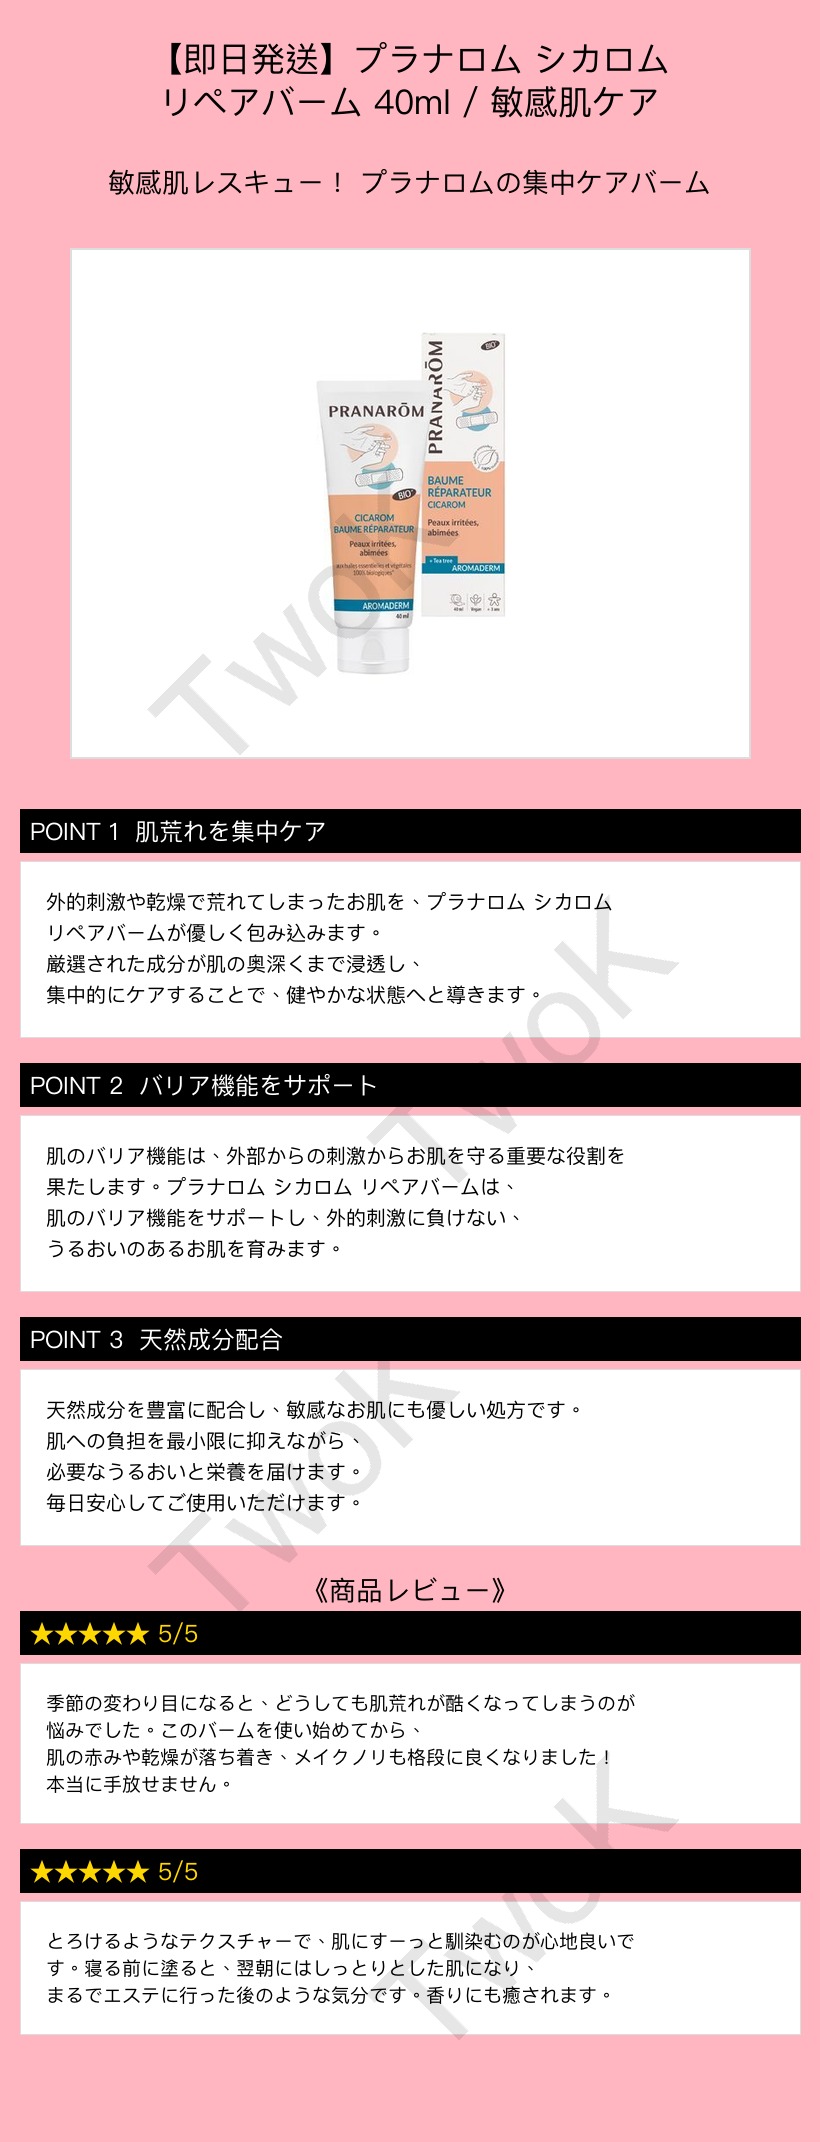 【即日発送】プラナロム シカロム
リペアバーム 40ml / 敏感肌ケア
敏感肌レスキュー！ プラナロムの集中ケアバーム
PRANARŌM
BIO
CICAROM
BAUME RÉPARATEUR
Peaux irritées,
abîmées
aux huiles essentielles et végétales
100% biologiques*
AROMADERM
40 ml
PRANARŌM
BIO
BAUME
RÉPARATEUR
CICAROM
Peaux irritées,
abîmées
+ Tea tree
AROMADERM
40 ml
Vegan
TwoK
POINT 1 肌荒れを集中ケア
外的刺激や乾燥で荒れてしまったお肌を、プラナロム シカロム
リペアバームが優しく包み込みます。
厳選された成分が肌の奥深くまで浸透し、
集中的にケアすることで、健やかな状態へと導きます。
TwoK
POINT 2 バリア機能をサポート
肌のバリア機能は、外部からの刺激からお肌を守る重要な役割を
果たします。プラナロム シカロム リペアバームは、
肌のバリア機能をサポートし、外的刺激に負けない、
うるおいのあるお肌を育みます。
POINT 3 天然成分配合
天然成分を豊富に配合し、敏感なお肌にも優しい処方です。
肌への負担を最小限に抑えながら、
必要なうるおいと栄養を届けます。
毎日安心してご使用いただけます。
TwoK
《商品レビュー》
★★★★★ 5/5
季節の変わり目になると、どうしても肌荒れが酷くなってしまうのが
悩みでした。このバームを使い始めてから、
肌の赤みや乾燥が落ち着き、メイクノリも格段に良くなりました！
本当に手放せません。
★★★★★ 5/5
とろけるようなテクスチャーで、肌にすーっと馴染むのが心地良いで
す。寝る前に塗ると、翌朝にはしっとりとした肌になり、
まるでエステに行った後のような気分です。香りにも癒されます。
TwoK